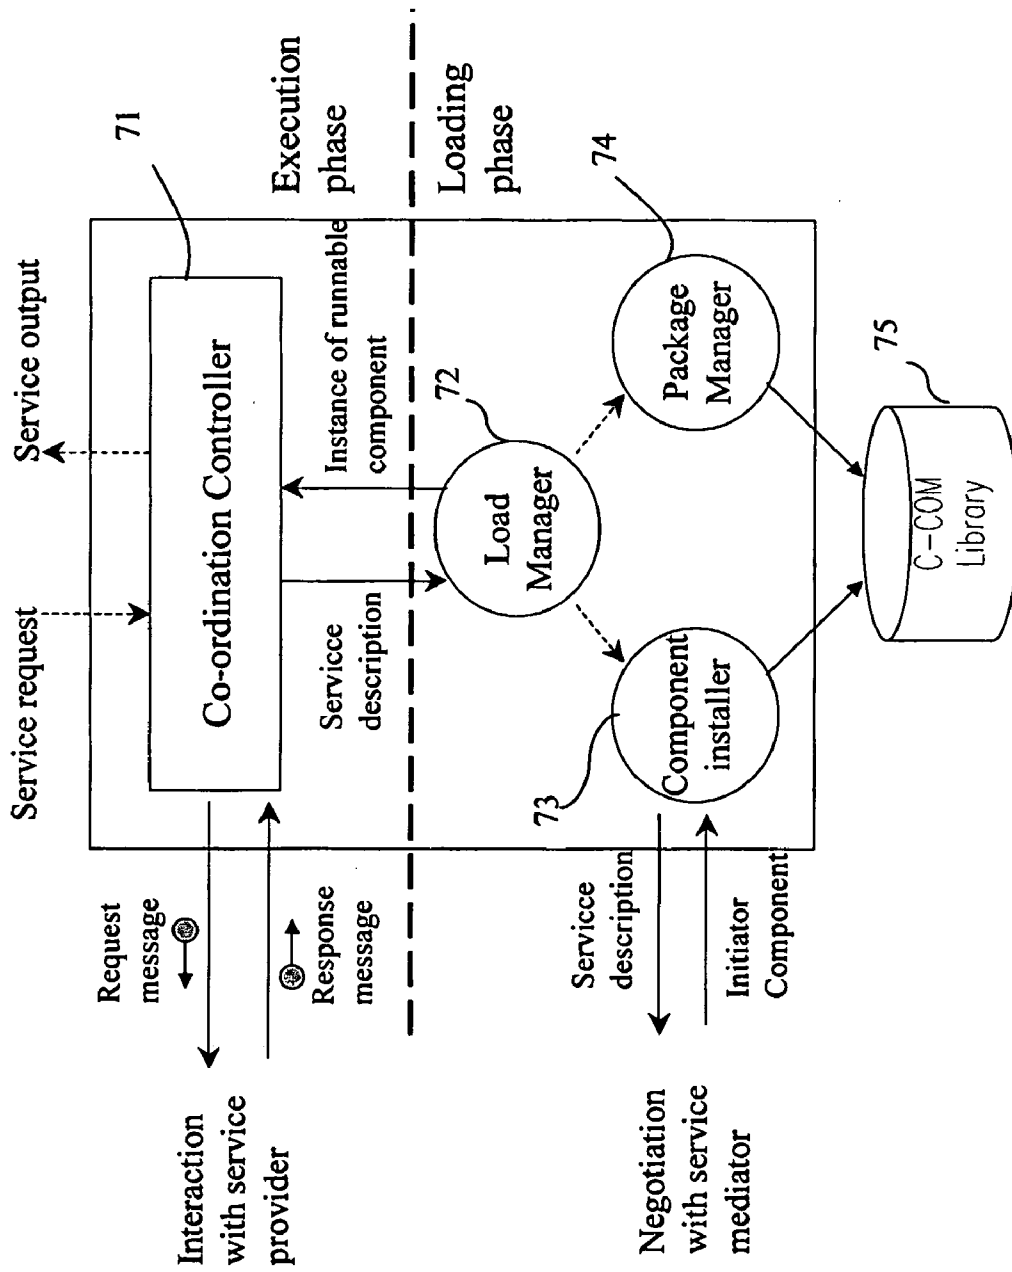 Service request
Service output
71
Co-ordination Controller
Execution
phase
Request
message
Response
message
Interaction
with service
provider
Servicce
description
Instance of runnable
component
Loading
phase
72
Load
Manager
73
Component
installer
74
Package
Manager
Servicce
description
Initiator
Component
Negotiation
with service
mediator
75
C-COM
Library